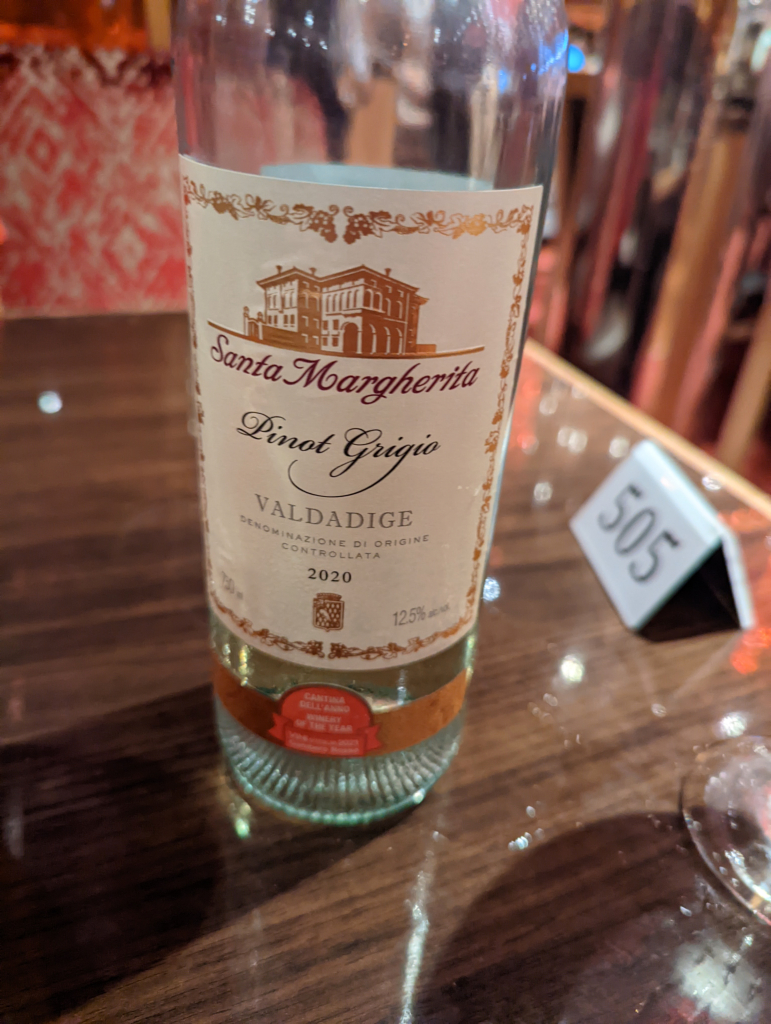 Santa Margherita
Pinot Grigio
VALDADIGE
DENOMINAZIONE DI ORIGINE
CONTROLLATA
2020
12.5%
505
CANTINA
DELL'ANNO
WINERY
OF THE YEAR